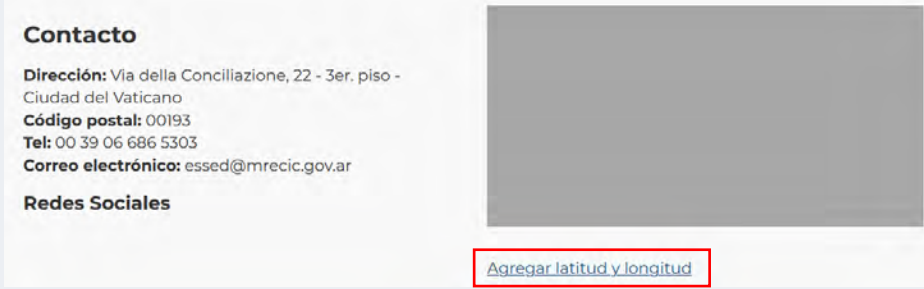 Contacto
Dirección: Via della Conciliazione, 22 - 3er. piso -
Ciudad del Vaticano
Código postal: 00193
Tel: 00 39 06 686 5303
Correo electrónico: essed@mrecic.gov.ar
Redes Sociales
Agregar latitud y longitud